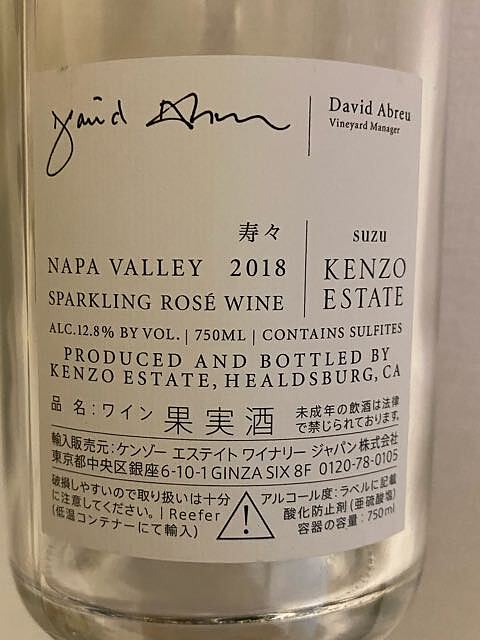 David Abreu
David Abreu
Vineyard Manager
寿々
suzu
NAPA VALLEY 2018
KENZO
SPARKLING ROSÉ WINE
ESTATE
ALC.12.8% BY VOL. | 750ML | CONTAINS SULFITES
PRODUCED AND BOTTLED BY
KENZO ESTATE, HEALDSBURG, CA
品 名：ワイン 果実酒
未成年の飲酒は法律
で禁じられております。
輸入販売元：ケンゾー エステイト ワイナリー ジャパン株式会社
東京都中央区銀座6-10-1 GINZA SIX 8F 0120-78-0105
破損しやすいので取り扱いは十分
に注意してください。| Reefer
(低温コンテナーにて輸入)
!
アルコール度：ラベルに記載
酸化防止剤（亜硫酸塩）
容器の容量：750ml